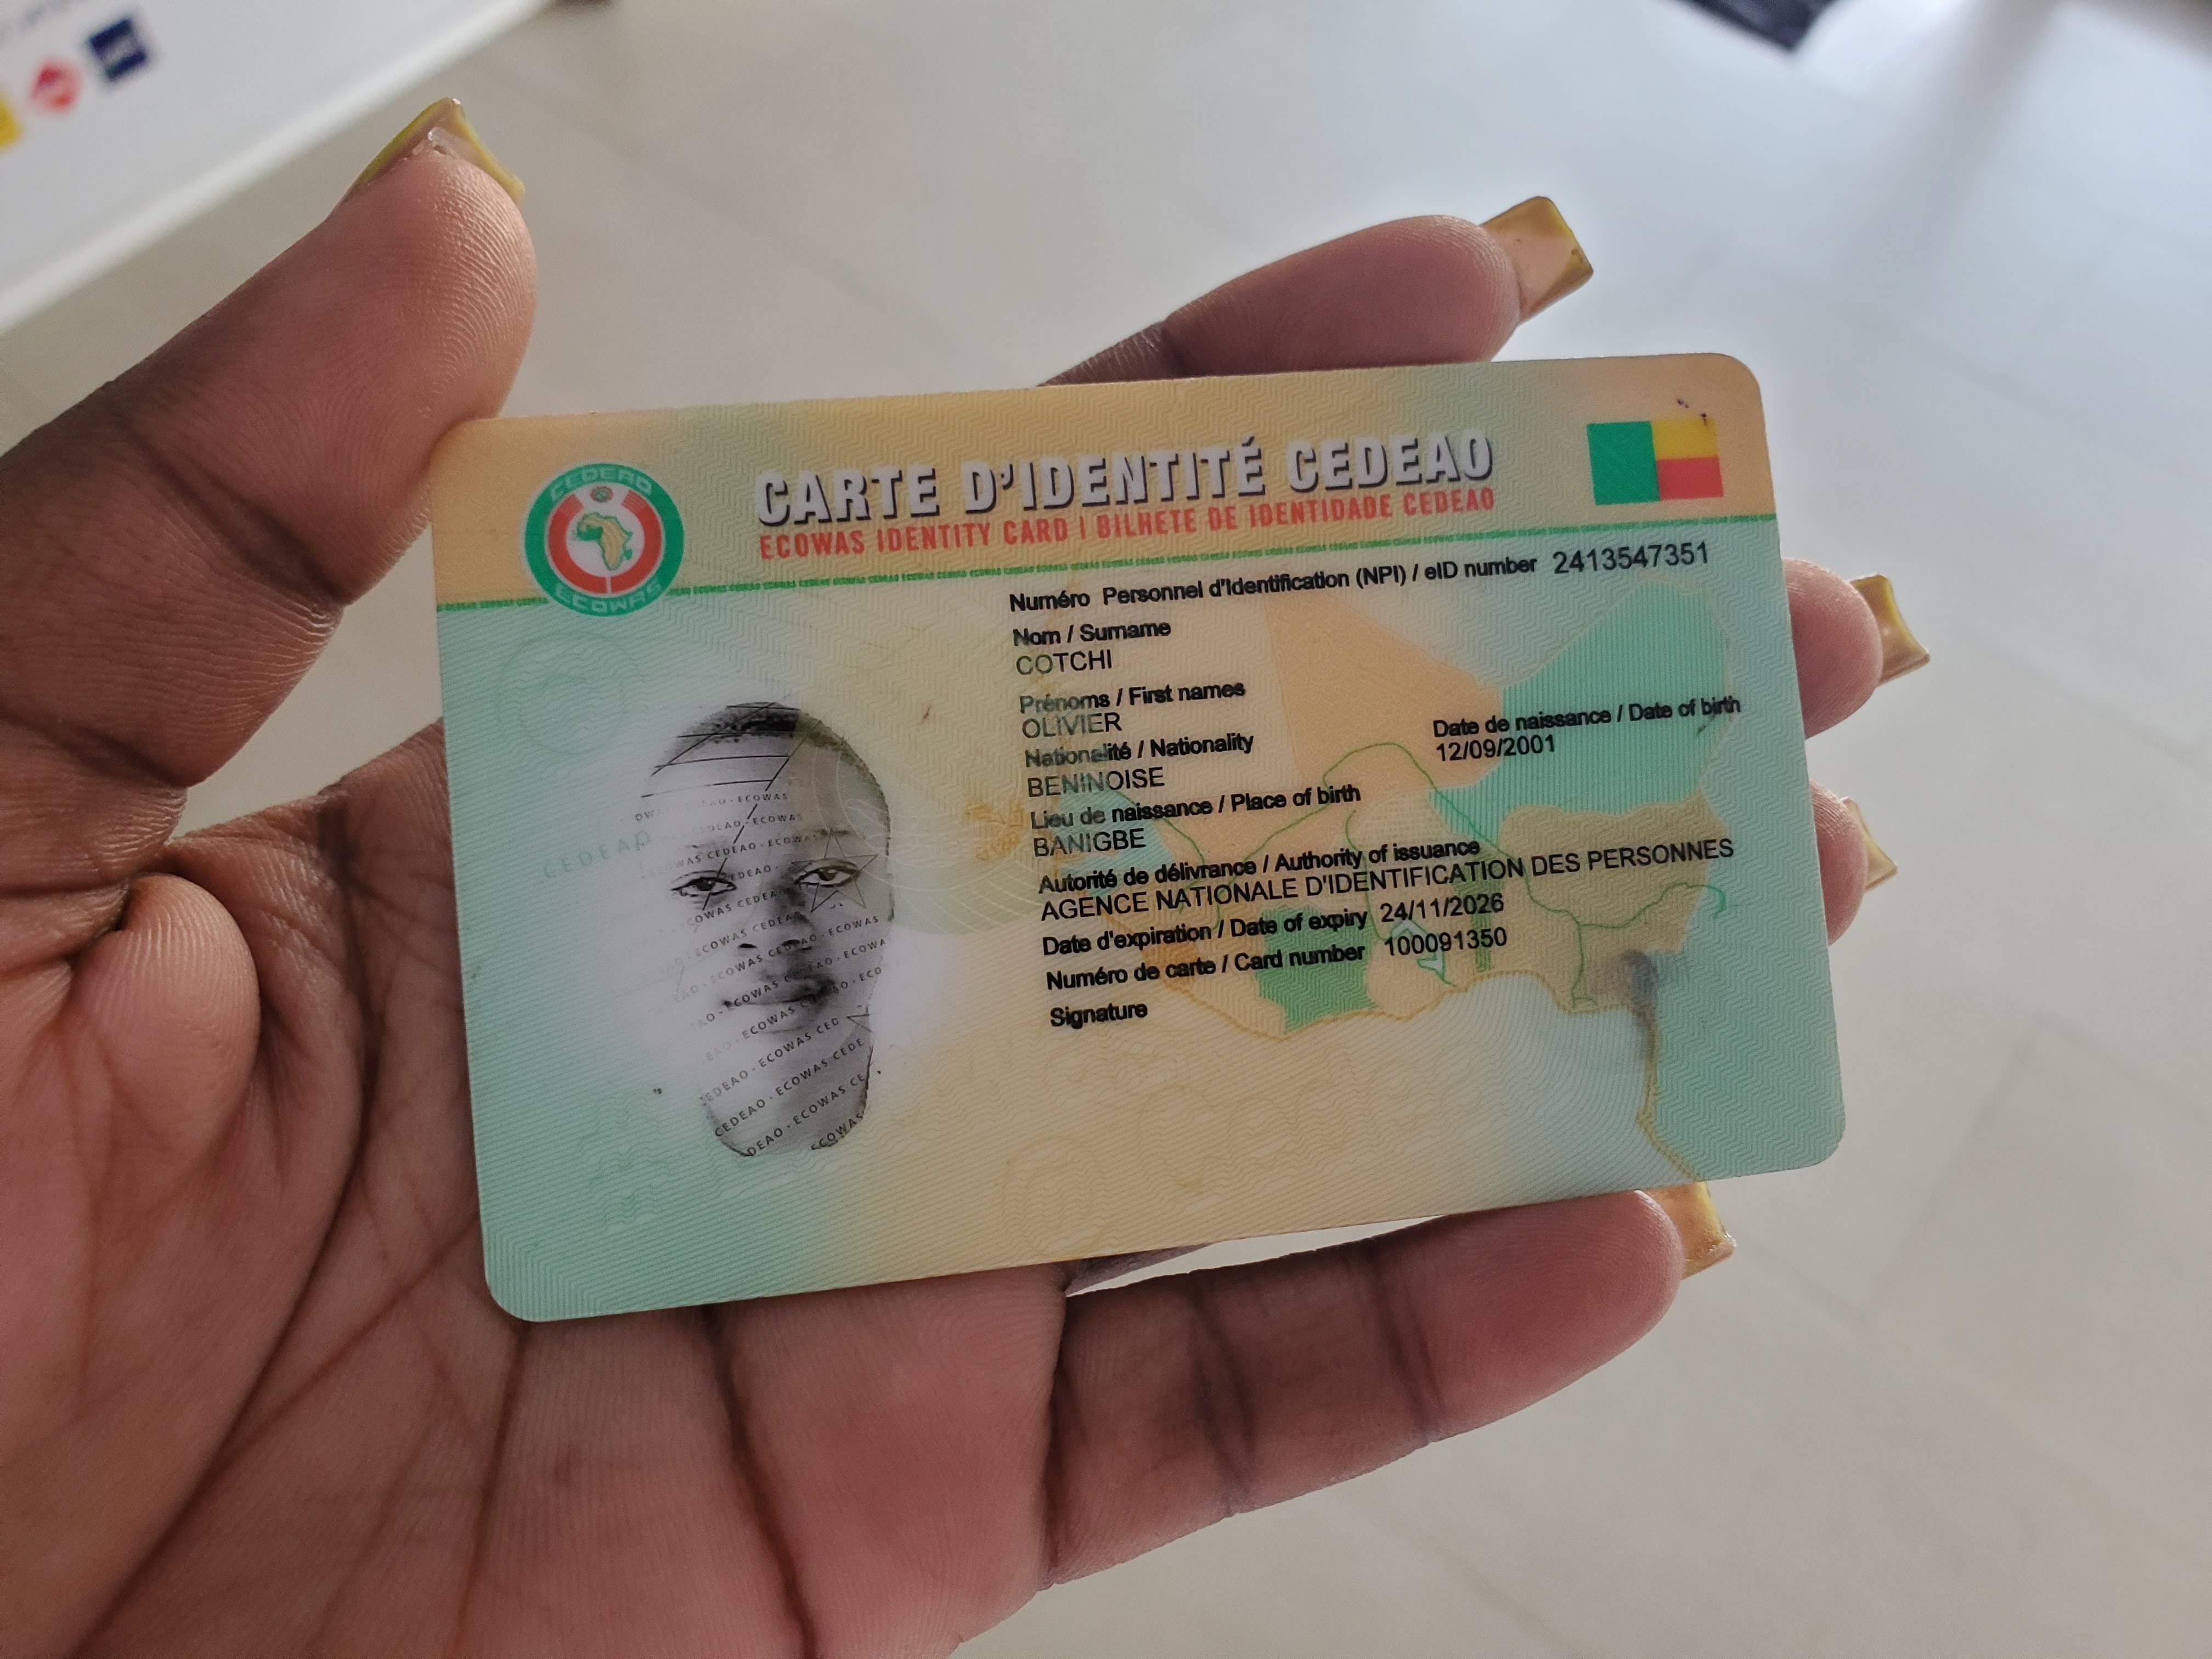 CEDEAO
ECOWAS
CARTE D'IDENTITÉ CEDEAO
ECOWAS IDENTITY CARD | BILHETE DE IDENTIDADE CEDEAO
Numéro Personnel d'Identification (NPI) / eID number 2413547351
Nom / Surname
COTCHI
Prénoms / First names
OLIVIER
Nationalité / Nationality
BENINOISE
Date de naissance / Date of birth
12/09/2001
Lieu de naissance / Place of birth
BANIGBE
Autorité de délivrance / Authority of issuance
AGENCE NATIONALE D'IDENTIFICATION DES PERSONNES
Date d'expiration / Date of expiry 24/11/2026
Numéro de carte / Card number 100091350
Signature